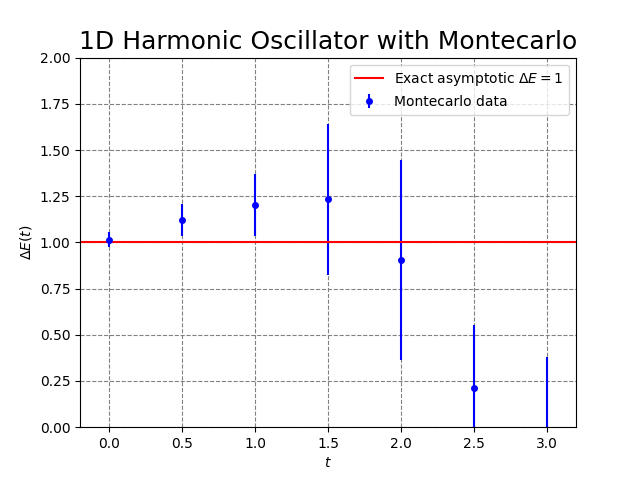 1D Harmonic Oscillator with Montecarlo
2.00
1.75
1.50
1.25
1.00
0.75
0.50
0.25
0.00
ΔE(t)
Exact asymptotic ΔE = 1
Montecarlo data
0.0 0.5 1.0 1.5 2.0 2.5 3.0
t